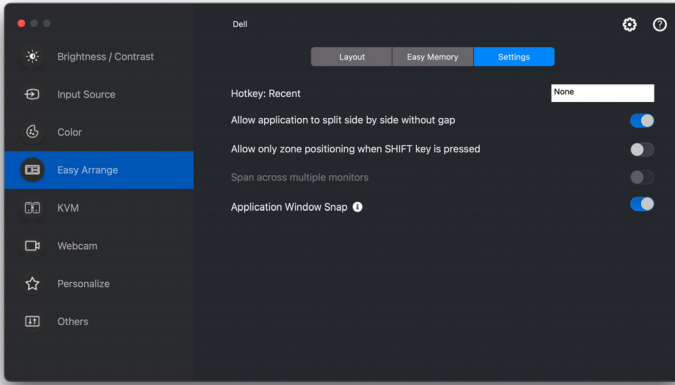 Dell
Brightness / Contrast
Input Source
Color
Easy Arrange
KVM
Webcam
Personalize
Others
Layout
Easy Memory
Settings
Hotkey: Recent
None
Allow application to split side by side without gap
Allow only zone positioning when SHIFT key is pressed
Span across multiple monitors
Application Window Snap